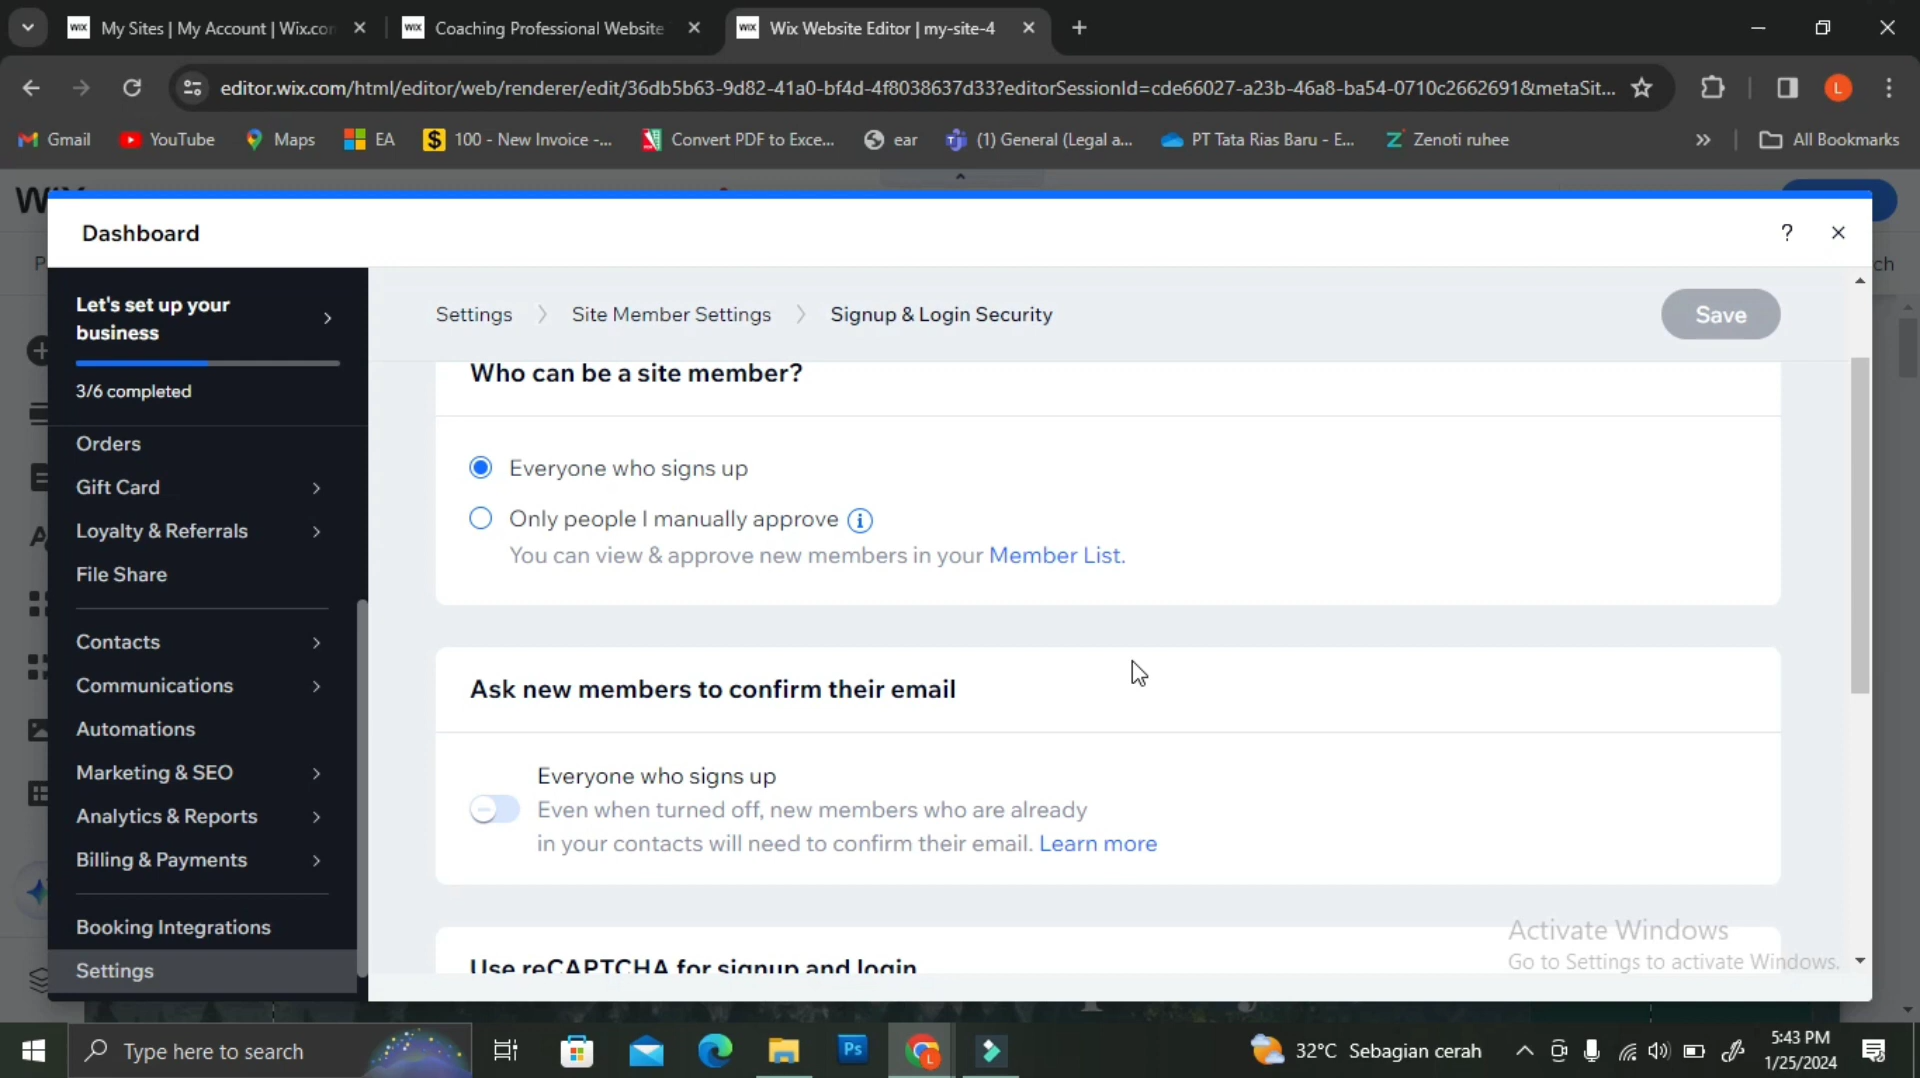 My Sites | My Account | Wix.com
Coaching Professional Website
Wix Website Editor | my-site-4
editor.wix.com/html/editor/web/renderer/edit/36db5b63-9d82-41a0-bf4d-4f8038637d33?editorSessionId=cde66027-a23b-46a8-ba54-0710c2662691&metaSit...
L
Gmail
YouTube
Maps
EA
100 - New Invoice -...
Convert PDF to Exce...
ear
(1) General (Legal a...
PT Tata Rias Baru - E...
Zenoti ruhee
»
All Bookmarks
Dashboard
?
Let's set up your
business
3/6 completed
Orders
Gift Card
Loyalty & Referrals
File Share
Contacts
Communications
Automations
Marketing & SEO
Analytics & Reports
Billing & Payments
Booking Integrations
Settings
Settings > Site Member Settings > Signup & Login Security
Save
Who can be a site member?
Everyone who signs up
Only people I manually approve
You can view & approve new members in your Member List.
Ask new members to confirm their email
Everyone who signs up
Even when turned off, new members who are already
in your contacts will need to confirm their email. Learn more
Use reCAPTCHA for signup and login
Activate Windows
Go to Settings to activate Windows.
Type here to search
Ps
L
32°C Sebagian cerah
5:43 PM
1/25/2024